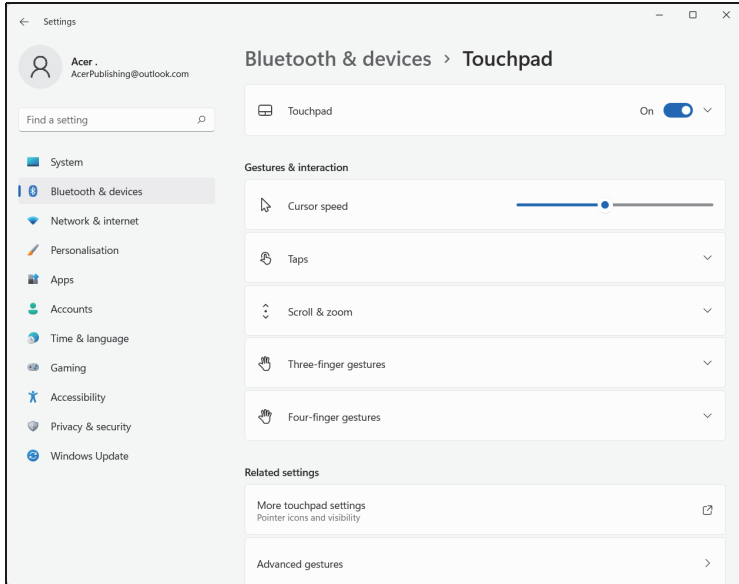 Settings
Acer .
AcerPublishing@outlook.com
Find a setting
System
Bluetooth & devices
Network & internet
Personalisation
Apps
Accounts
Time & language
Gaming
Accessibility
Privacy & security
Windows Update
Bluetooth & devices > Touchpad
Touchpad
On
Gestures & interaction
Cursor speed
Taps
Scroll & zoom
Three-finger gestures
Four-finger gestures
Related settings
More touchpad settings
Pointer icons and visibility
Advanced gestures